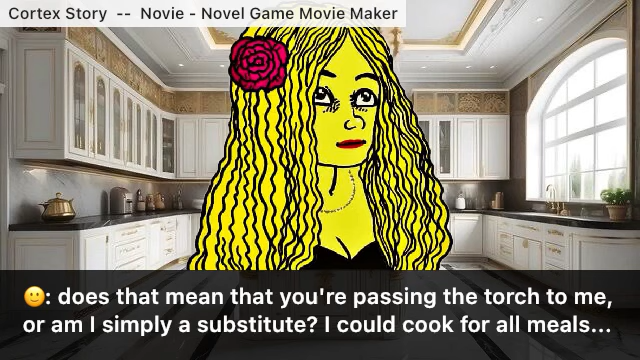 Cortex Story -- Novie - Novel Game Movie Maker
🙂: does that mean that you're passing the torch to me,
or am I simply a substitute? I could cook for all meals...